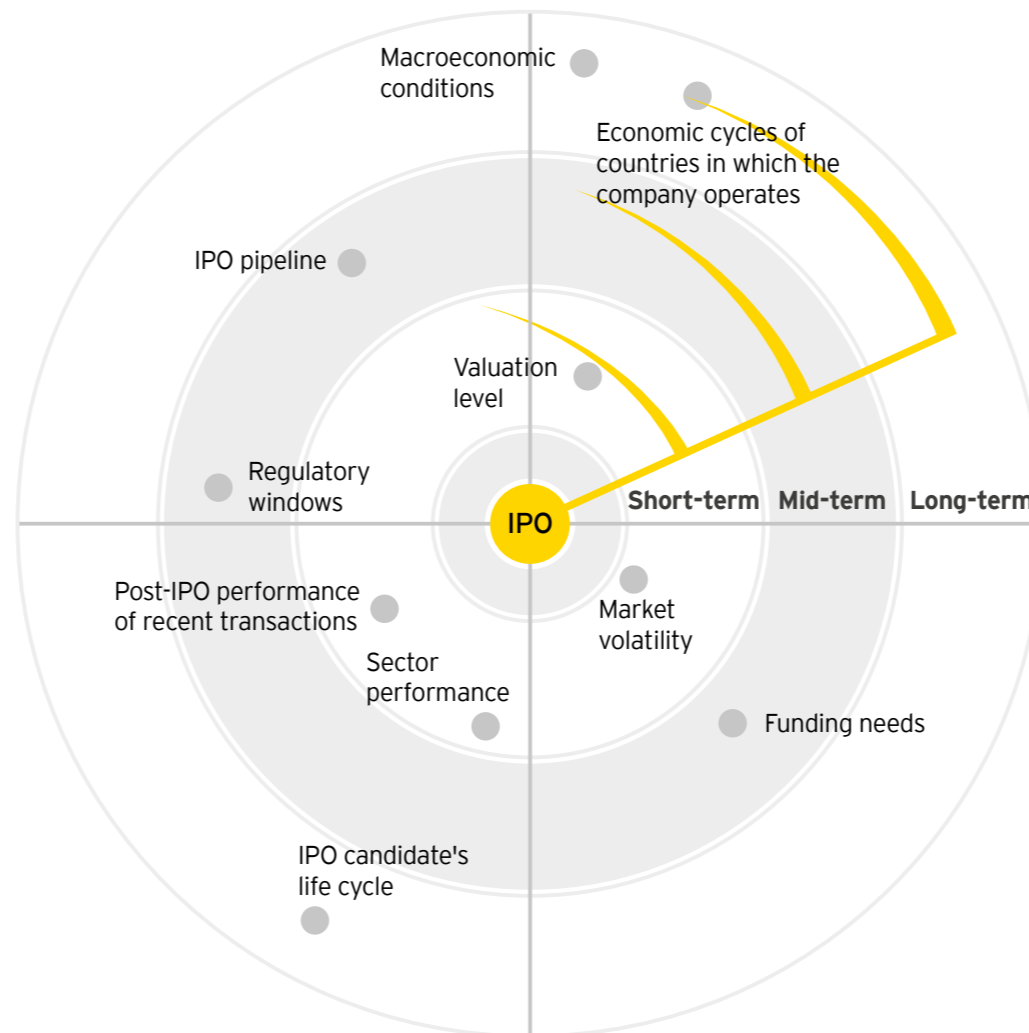 Macroeconomic
conditions
Economic cycles of
countries in which the
company operates
IPO pipeline
Valuation
level
Regulatory
windows
IPO
Short-term
Mid-term
Long-term
Post-IPO performance
of recent transactions
Market
volatility
Sector
performance
Funding needs
IPO candidate's
life cycle